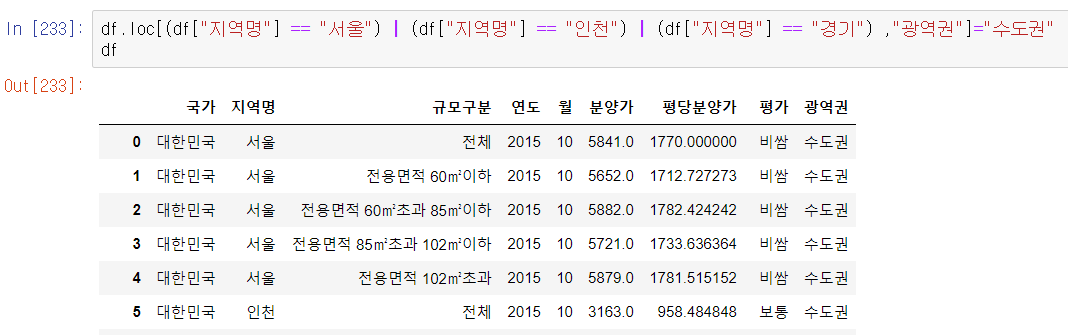 In [233]: df.loc[(df["지역명"] == "서울") | (df["지역명"] == "인천") | (df["지역명"] == "경기") ,"광역권"]="수도권"
df
Out[233]:
국가 지역명 규모구분 연도 월 분양가 평당분양가 평가 광역권
0 대한민국 서울 전체 2015 10 5841.0 1770.000000 비쌈 수도권
1 대한민국 서울 전용면적 60㎡이하 2015 10 5652.0 1712.727273 비쌈 수도권
2 대한민국 서울 전용면적 60㎡초과 85㎡이하 2015 10 5882.0 1782.424242 비쌈 수도권
3 대한민국 서울 전용면적 85㎡초과 102㎡이하 2015 10 5721.0 1733.636364 비쌈 수도권
4 대한민국 서울 전용면적 102㎡초과 2015 10 5879.0 1781.515152 비쌈 수도권
5 대한민국 인천 전체 2015 10 3163.0 958.484848 보통 수도권